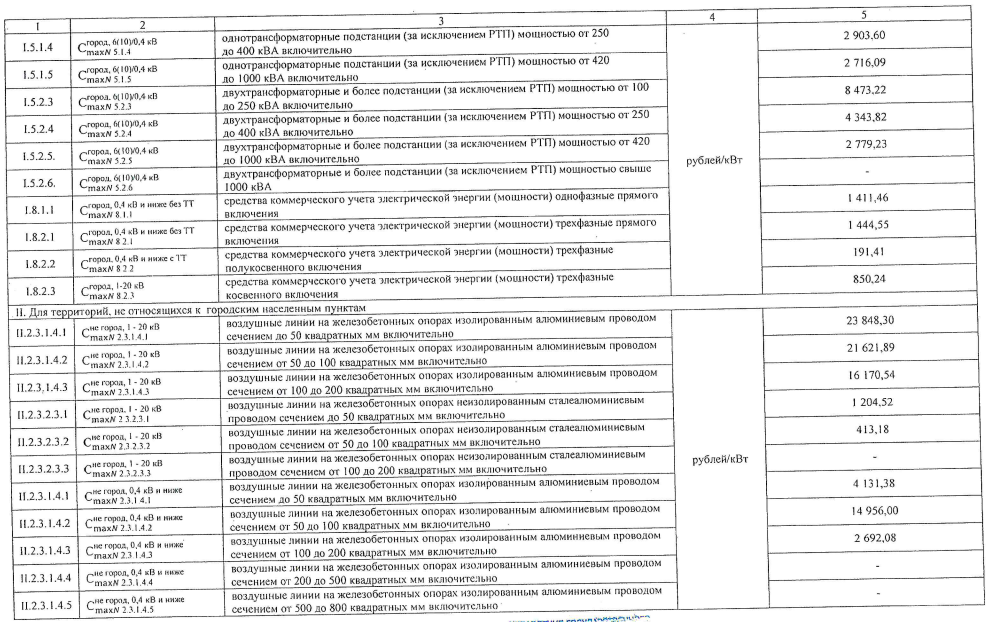 1 2 3 4 5
I.5.1.4 C город, 6(10)/0,4 кВ maxN 5.1.4 однотрансформаторные подстанции (за исключением РТП) мощностью от 250 2 903,60
до 400 кВА включительно
I.5.1.5 C город, 6(10)/0,4 кВ maxN 5.1.5 однотрансформаторные подстанции (за исключением РТП) мощностью от 420 2 716,09
до 1000 кВА включительно
I.5.2.3 C город, 6(10)/0,4 кВ maxN 5.2.3 двухтрансформаторные и более подстанции (за исключением РТП) мощностью от 100 8 473,22
до 250 кВА включительно
I.5.2.4 C город, 6(10)/0,4 кВ maxN 5.2.4 двухтрансформаторные и более подстанции (за исключением РТП) мощностью от 250 4 343,82
до 400 кВА включительно
I.5.2.5. C город, 6(10)/0,4 кВ maxN 5.2.5 двухтрансформаторные и более подстанции (за исключением РТП) мощностью от 420 2 779,23
до 1000 кВА включительно
рублей/кВт
I.5.2.6. C город, 6(10)/0,4 кВ maxN 5.2.6 двухтрансформаторные и более подстанции (за исключением РТП) мощностью свыше -
1000 кВА
I.8.1.1 C город, 0,4 кВ и ниже без ТТ maxN 8.1.1 средства коммерческого учета электрической энергии (мощности) однофазные прямого 1 411,46
включения
I.8.2.1 C город, 0,4 кВ и ниже без ТТ maxN 8.2.1 средства коммерческого учета электрической энергии (мощности) трехфазные прямого 1 444,55
включения
I.8.2.2 C город, 0,4 кВ и ниже с ТТ maxN 8.2.2 средства коммерческого учета электрической энергии (мощности) трехфазные 191,41
полукосвенного включения
I.8.2.3 C город, 1-20 кВ maxN 8.2.3 средства коммерческого учета электрической энергии (мощности) трехфазные 850,24
косвенного включения
II. Для территорий, не относящихся к городским населенным пунктам
II.2.3.1.4.1 C не город, 1 - 20 кВ maxN 2.3.1.4.1 воздушные линии на железобетонных опорах изолированным алюминиевым проводом 23 848,30
сечением до 50 квадратных мм включительно
II.2.3.1.4.2 C не город, 1 - 20 кВ maxN 2.3.1.4.2 воздушные линии на железобетонных опорах изолированным алюминиевым проводом 21 621,89
сечением от 50 до 100 квадратных мм включительно
II.2.3.1.4.3 C не город, 1 - 20 кВ maxN 2.3.1.4.3 воздушные линии на железобетонных опорах изолированным алюминиевым проводом 16 170,54
сечением от 100 до 200 квадратных мм включительно
II.2.3.2.3.1 C не город, 1 - 20 кВ maxN 2.3.2.3.1 воздушные линии на железобетонных опорах неизолированным сталеалюминиевым 1 204,52
проводом сечением до 50 квадратных мм включительно
II.2.3.2.3.2 C не город, 1 - 20 кВ maxN 2.3.2.3.2 воздушные линии на железобетонных опорах неизолированным сталеалюминиевым 413,18
проводом сечением от 50 до 100 квадратных мм включительно
рублей/кВт
II.2.3.2.3.3 C не город, 1 - 20 кВ maxN 2.3.2.3.3 воздушные линии на железобетонных опорах неизолированным сталеалюминиевым -
проводом сечением от 100 до 200 квадратных мм включительно
II.2.3.1.4.1 C не город, 0,4 кВ и ниже maxN 2.3.1.4.1 воздушные линии на железобетонных опорах изолированным алюминиевым проводом 4 131,38
сечением до 50 квадратных мм включительно
II.2.3.1.4.2 C не город, 0,4 кВ и ниже maxN 2.3.1.4.2 воздушные линии на железобетонных опорах изолированным алюминиевым проводом 14 956,00
сечением от 50 до 100 квадратных мм включительно
II.2.3.1.4.3 C не город, 0,4 кВ и ниже maxN 2.3.1.4.3 воздушные линии на железобетонных опорах изолированным алюминиевым проводом 2 692,08
сечением от 100 до 200 квадратных мм включительно
II.2.3.1.4.4 C не город, 0,4 кВ и ниже maxN 2.3.1.4.4 воздушные линии на железобетонных опорах изолированным алюминиевым проводом -
сечением от 200 до 500 квадратных мм включительно
II.2.3.1.4.5 C не город, 0,4 кВ и ниже maxN 2.3.1.4.5 воздушные линии на железобетонных опорах изолированным алюминиевым проводом -
сечением от 500 до 800 квадратных мм включительно